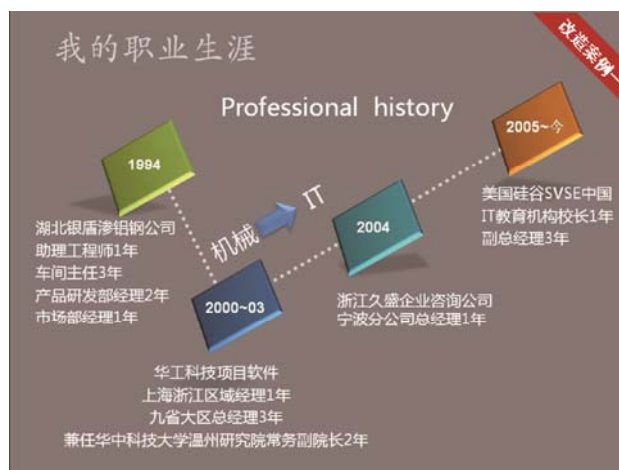 我的职业生涯
改造案例一
Professional history
1994
湖北银盾渗铝钢公司
助理工程师1年
车间主任3年
产品研发部经理2年
市场部经理1年
机械
IT
2000~03
华工科技项目软件
上海浙江区域经理1年
九省大区总经理3年
兼任华中科技大学温州研究院常务副院长2年
2004
浙江久盛企业咨询公司
宁波分公司总经理1年
2005~今
美国硅谷SVSE中国
IT教育机构校长1年
副总经理3年